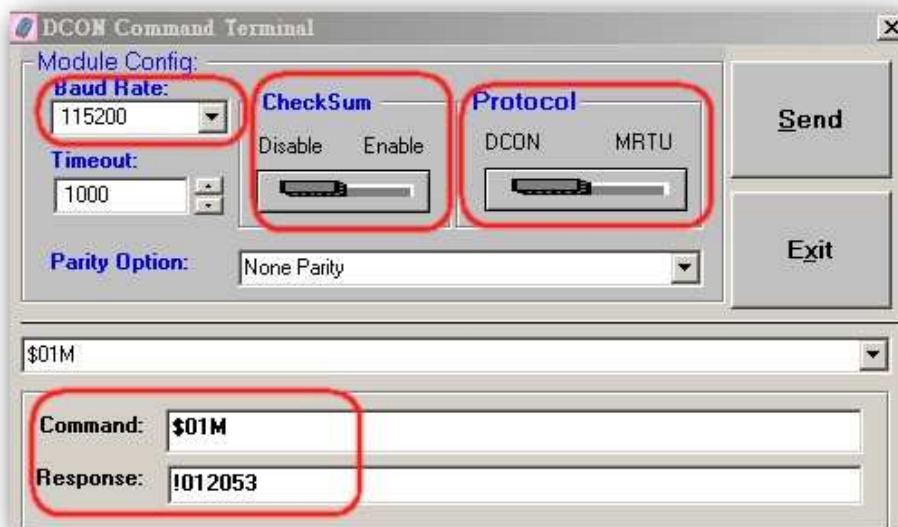 DCON Command Terminal
Module Config:
Baud Rate:
115200
CheckSum
Disable Enable
Protocol
DCON MRTU
Timeout:
1000
Parity Option:
None Parity
Send
Exit
$01M
Command: $01M
Response: !012053